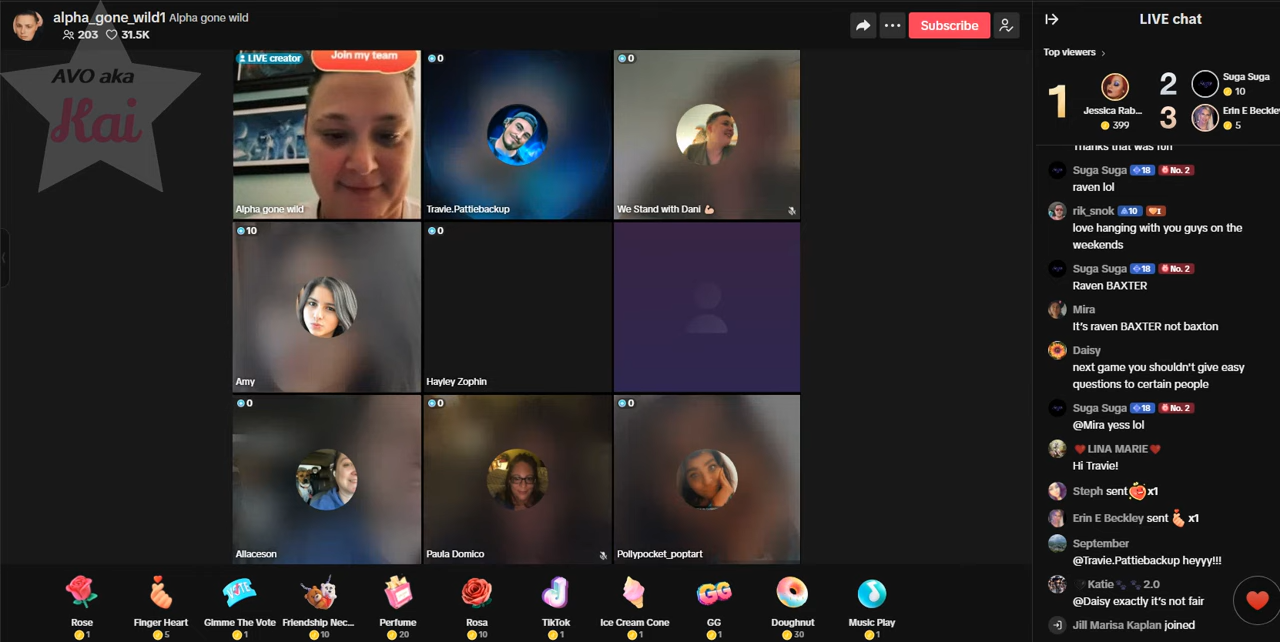 alpha_gone_wild1 Alpha gone wild
203 31.5K
Subscribe
AVO aka
Kai
LIVE creator
Join my team
Alpha gone wild
0
Travie.Pattiebackup
0
We Stand with Dani 💪🏼
10
Amy
0
Hayley Zophin
0
Allaceson
0
Paula Domico
0
Pollypocket_poptart
Rose
1
Finger Heart
5
Gimme The Vote
1
Friendship Nec...
10
Perfume
20
Rosa
10
TikTok
1
Ice Cream Cone
1
GG
1
Doughnut
30
Music Play
1
LIVE chat
Top viewers
1
Jessica Rab...
399
2
Suga Suga
10
3
Erin E Beckley
5
Thanks that was fun
Suga Suga 18 No. 2
raven lol
rik_snok 10 1
love hanging with you guys on the
weekends
Suga Suga 18 No. 2
Raven BAXTER
Mira
It's raven BAXTER not baxton
Daisy
next game you shouldn't give easy
questions to certain people
Suga Suga 18 No. 2
@Mira yess lol
❤️LINA MARIE❤️
Hi Travie!
Steph sent x1
Erin E Beckley sent x1
September
@Travie.Pattiebackup heyyy!!!
Katie🐾🐾2.0
@Daisy exactly it's not fair
Jill Marisa Kaplan joined